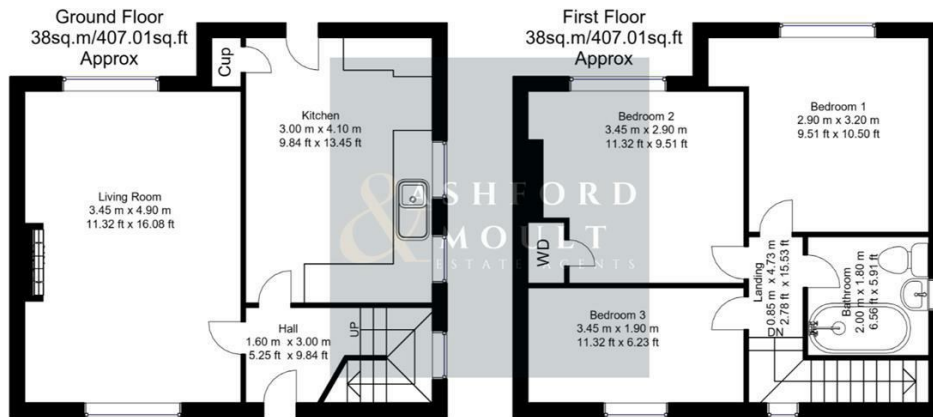 Ground Floor
38sq.m/407.01sq.ft
Approx
Cup
Kitchen
3.00 m x 4.10 m
9.84 ft x 13.45 ft
Living Room
3.45 m x 4.90 m
11.32 ft x 16.08 ft
Hall
1.60 m x 3.00 m
5.25 ft x 9.84 ft
UP
First Floor
38sq.m/407.01sq.ft
Approx
Bedroom 2
3.45 m x 2.90 m
11.32 ft x 9.51 ft
Bedroom 1
2.90 m x 3.20 m
9.51 ft x 10.50 ft
WD
Bedroom 3
3.45 m x 1.90 m
11.32 ft x 6.23 ft
Landing
0.85 m x 4.73 m
2.78 ft x 15.53 ft
DN
Bathroom
2.00 m x 1.80 m
6.56 ft x 5.91 ft
&
ASHFORD
MOULT
ESTATE AGENTS